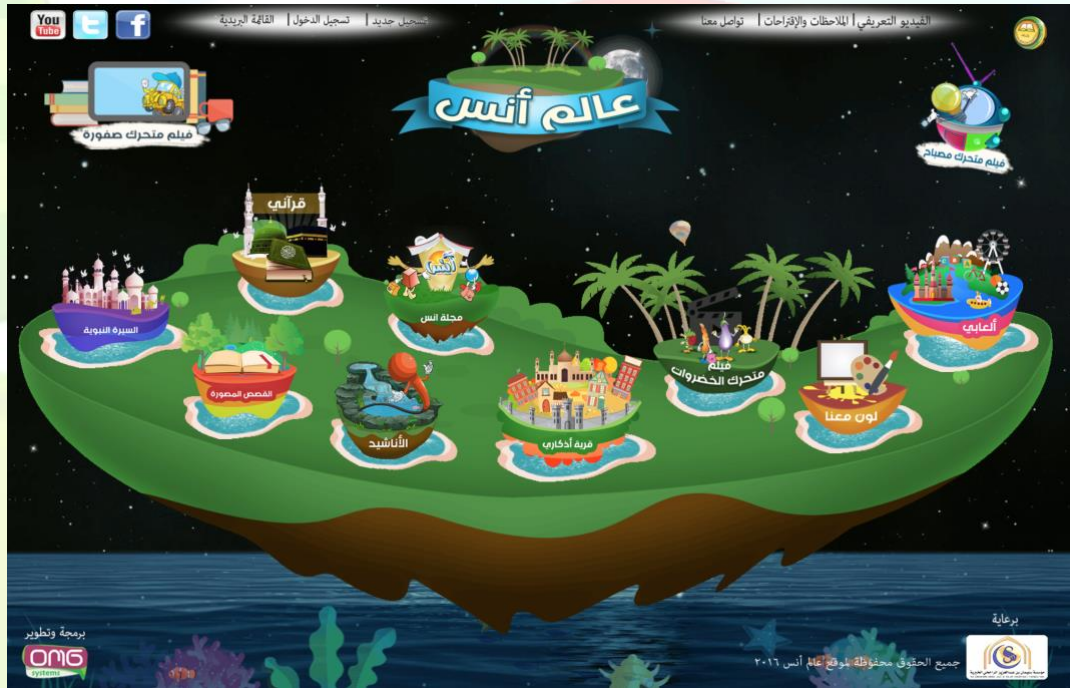 الفيديو التعريفي | الملاحظات والإقتراحات | تواصل معنا
تسجيل جديد | تسجيل الدخول | القائمة البريدية
You
Tube
عالم أنس
فيلم متحرك مصباح
فيلم متحرك صفورة
قرآني
أنس
مجلة انس
ألعابي
السيرة النبوية
فيلم
متحرك الخضروات
القصص المصورة
لون معنا
الأناشيد
قرية أذكاري
برعاية
جميع الحقوق محفوظة لموقع عالم أنس ٢٠١٦
برمجة وتطوير
OMG
systems